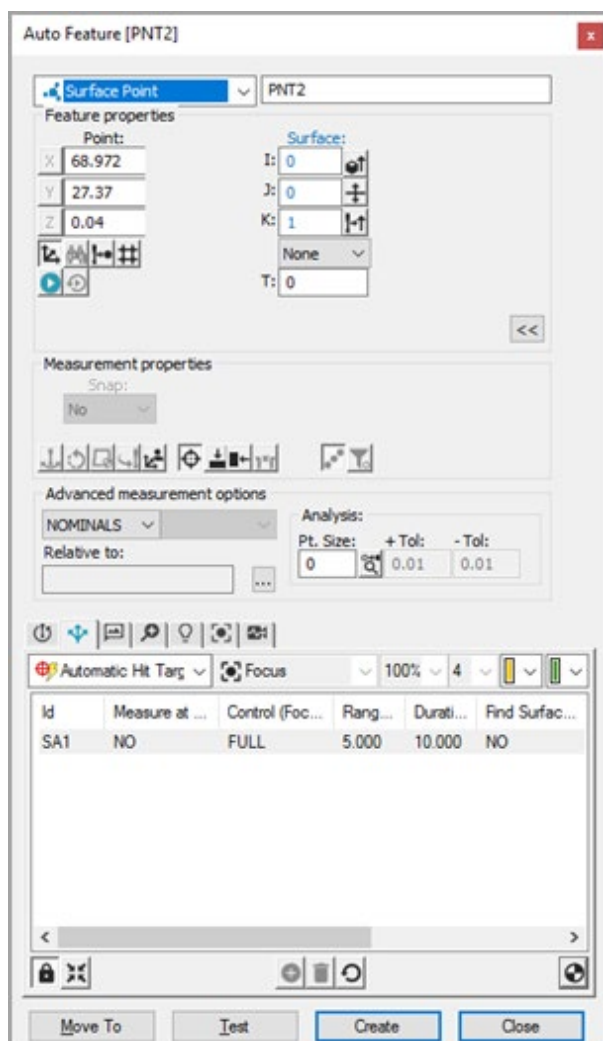 Auto Feature [PNT2]
x
Surface Point PNT2
Feature properties
Point: Surface:
X 68.972 I: 0
Y 27.37 J: 0
Z 0.04 K: 1
None
T: 0
<<
Measurement properties
Snap:
No
Advanced measurement options
NOMINALS
Analysis:
Pt. Size: + Tol: - Tol:
0 0.01 0.01
Relative to:
...
Automatic Hit Targ Focus 100% 4
Id Measure at ... Control (Foc... Rang... Durati... Find Surfac...
SA1 NO FULL 5.000 10.000 NO
< >
Move To Test Create Close